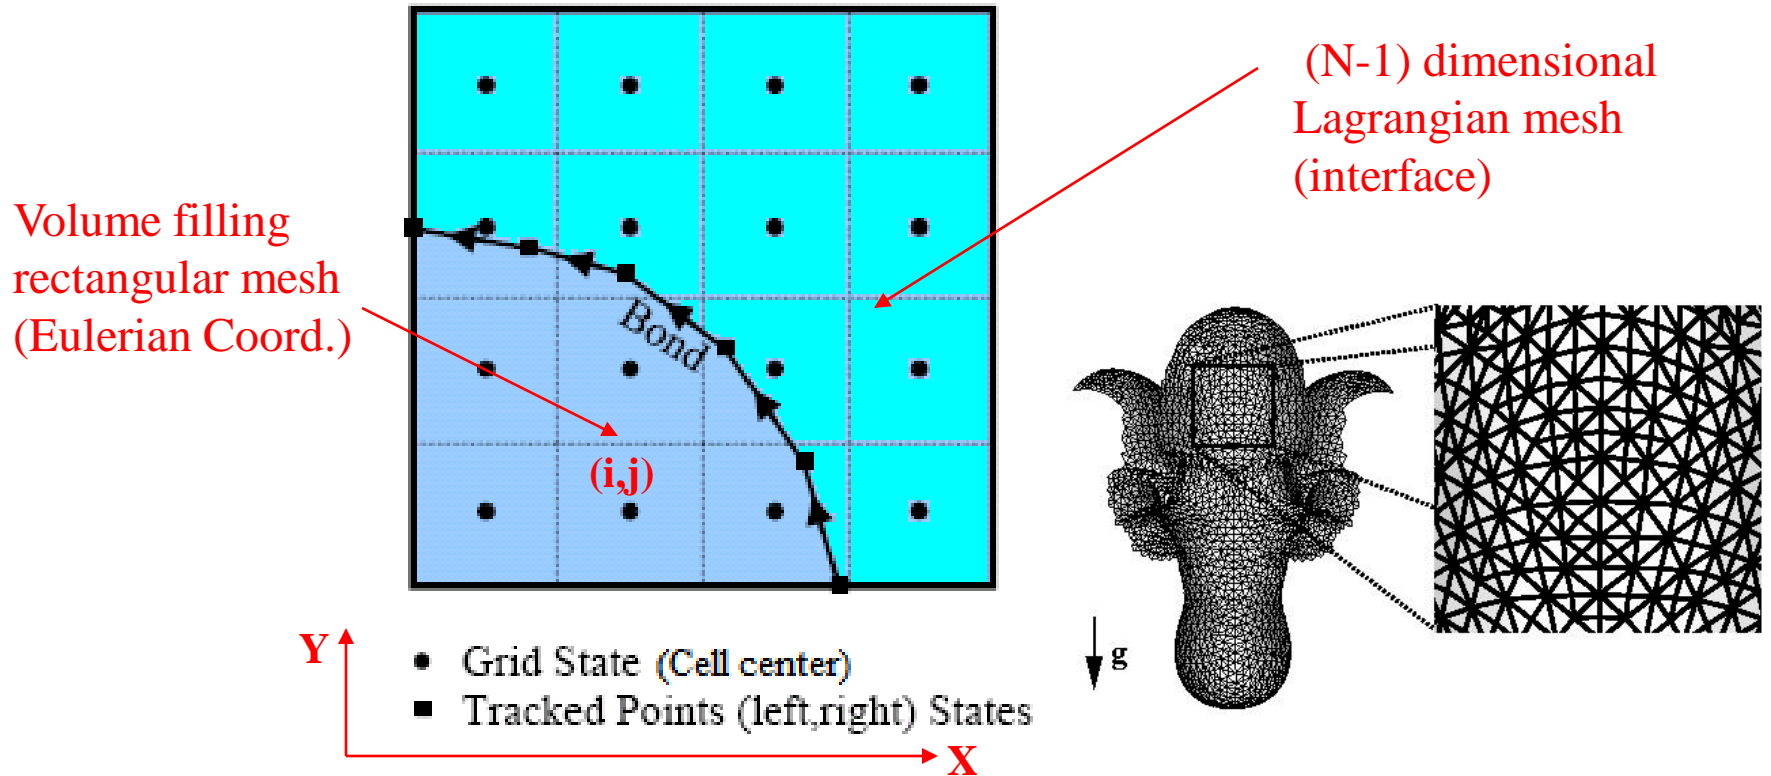 (N-1) dimensional
Lagrangian mesh
(interface)
Volume filling
rectangular mesh
(Eulerian Coord.)
Bond
(i,j)
g
Y
Grid State (Cell center)
Tracked Points (left,right) States
X